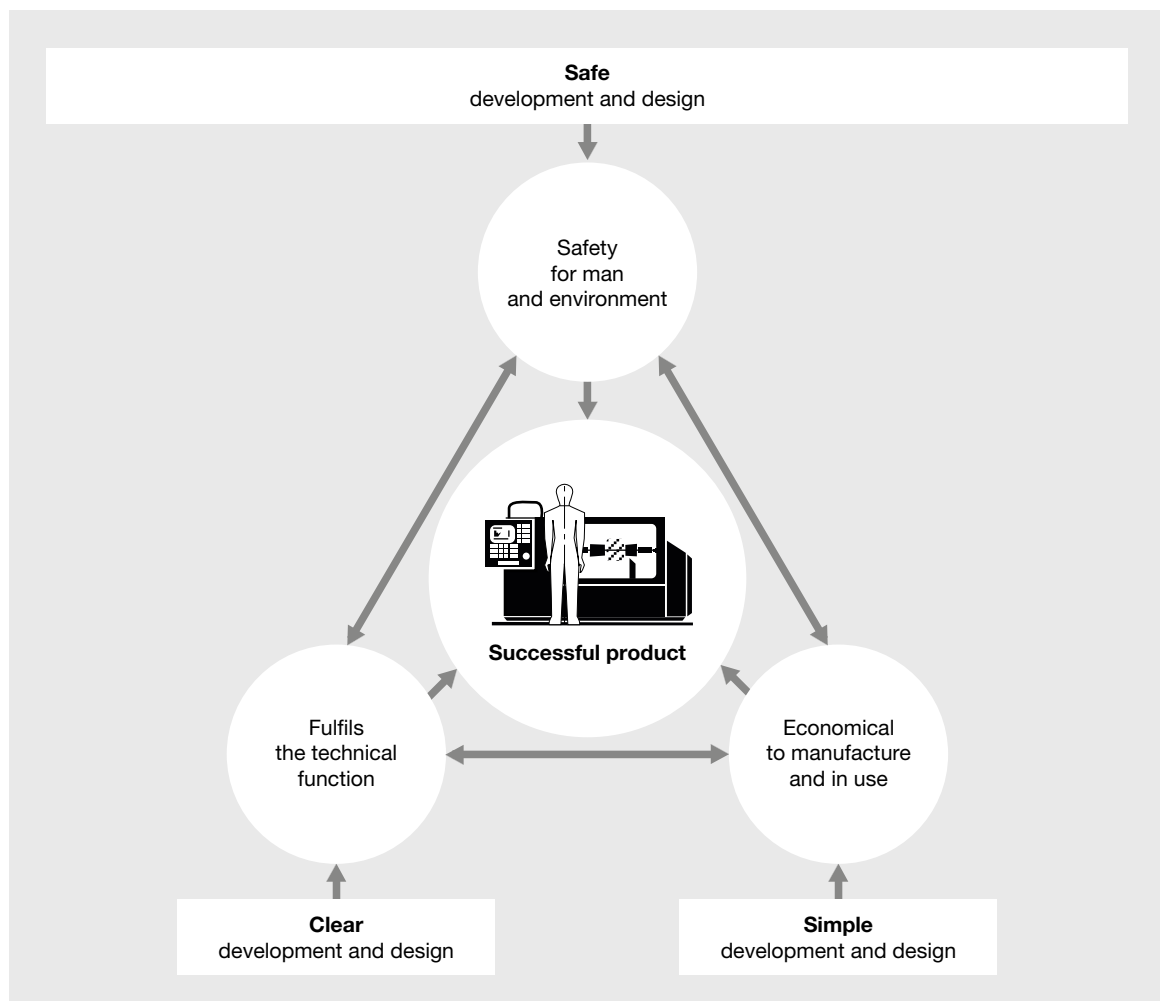 Safe
development and design
Safety
for man
and environment
Successful product
Fulfils
the technical
function
Economical
to manufacture
and in use
Clear
development and design
Simple
development and design